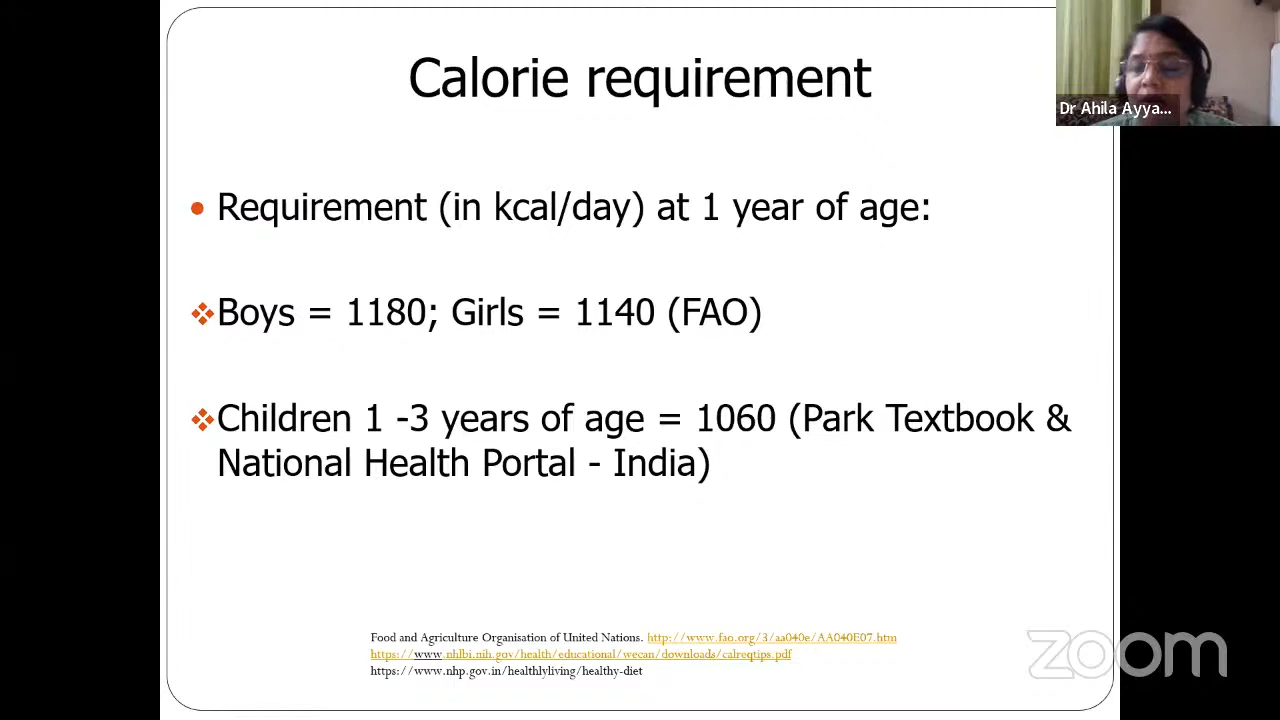 Calorie requirement
Dr Ahila Ayya...
Requirement (in kcal/day) at 1 year of age:
Boys = 1180; Girls = 1140 (FAO)
Children 1 -3 years of age = 1060 (Park Textbook &
National Health Portal - India)
Food and Agriculture Organisation of United Nations. http://www.fao.org/3/aa040e/AA040E07.htm
https://www.nhlbi.nih.gov/health/educational/wecan/downloads/calreqtips.pdf
https://www.nhp.gov.in/healthlyliving/healthy-diet
zoom